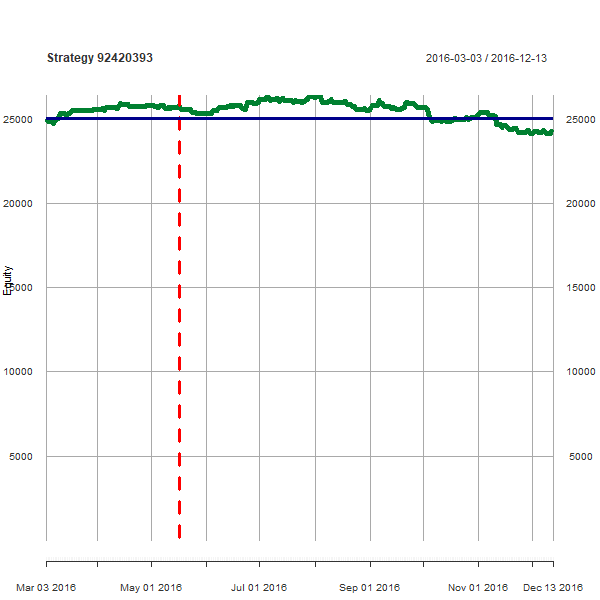 Strategy 92420393 2016-03-03 / 2016-12-13
25000 25000
20000 20000
Equity
15000 15000
10000 10000
5000 5000
Mar 03 2016 May 01 2016 Jul 01 2016 Sep 01 2016 Nov 01 2016 Dec 13 2016